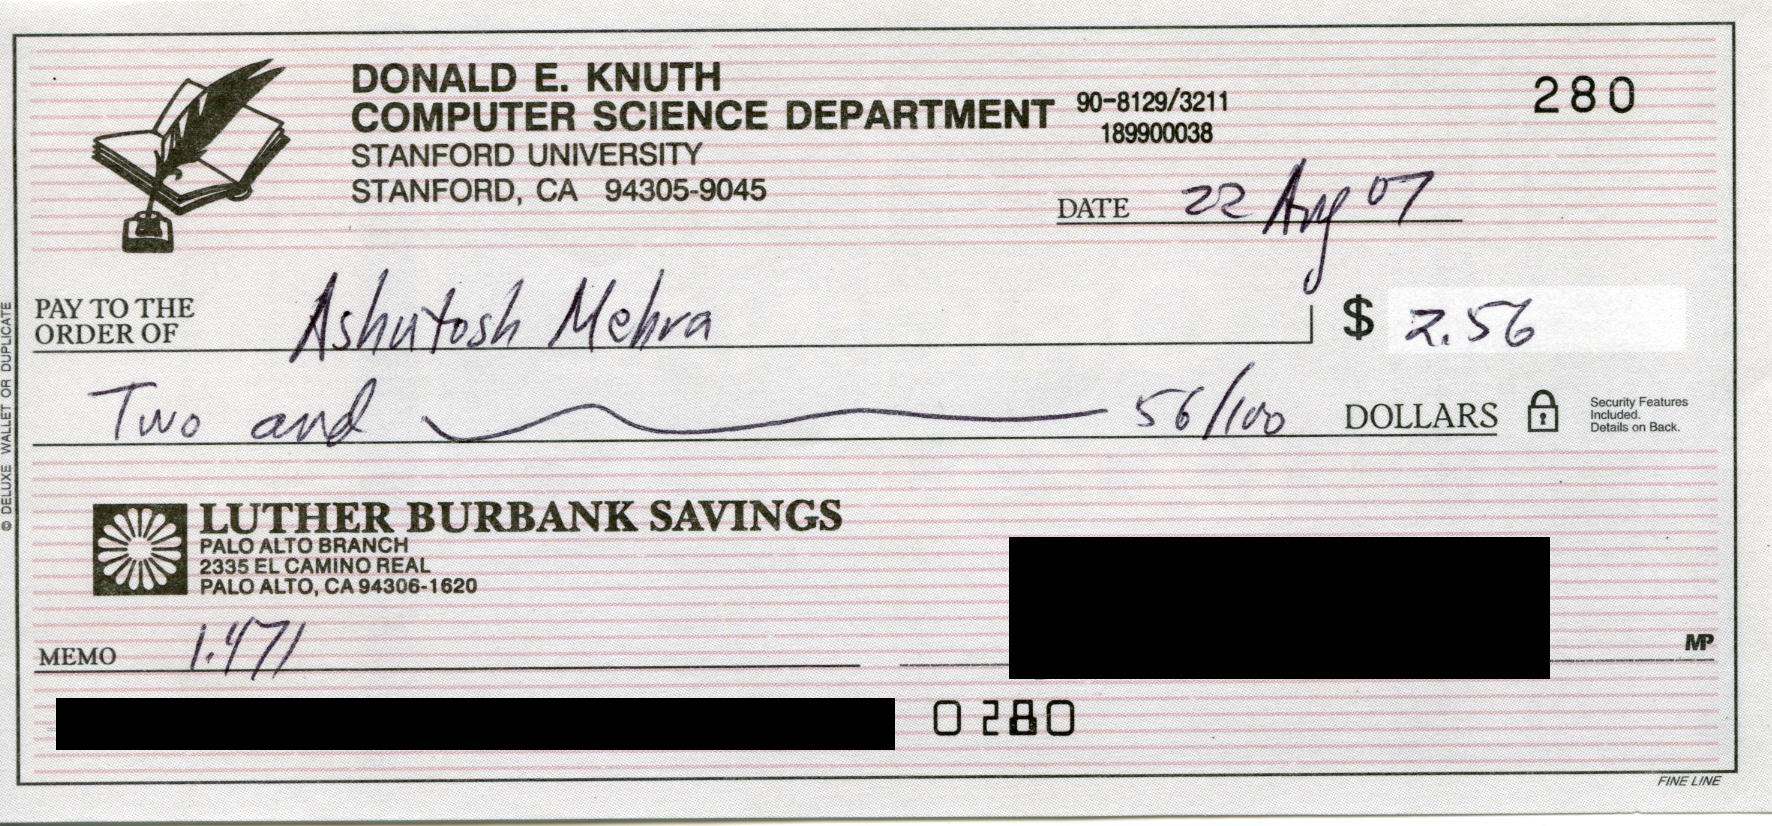 DONALD E. KNUTH
COMPUTER SCIENCE DEPARTMENT
STANFORD UNIVERSITY
STANFORD, CA 94305-9045
90-8129/3211
189900038
280
DATE 22 Aug 07
PAY TO THE
ORDER OF Ashutosh Mehra $ 2.56
Two and 56/100 DOLLARS
Security Features
Included.
Details on Back.
© DELUXE WALLET OR DUPLICATE
LUTHER BURBANK SAVINGS
PALO ALTO BRANCH
2335 EL CAMINO REAL
PALO ALTO, CA 94306-1620
MEMO 1.471
MP
0280
FINE LINE